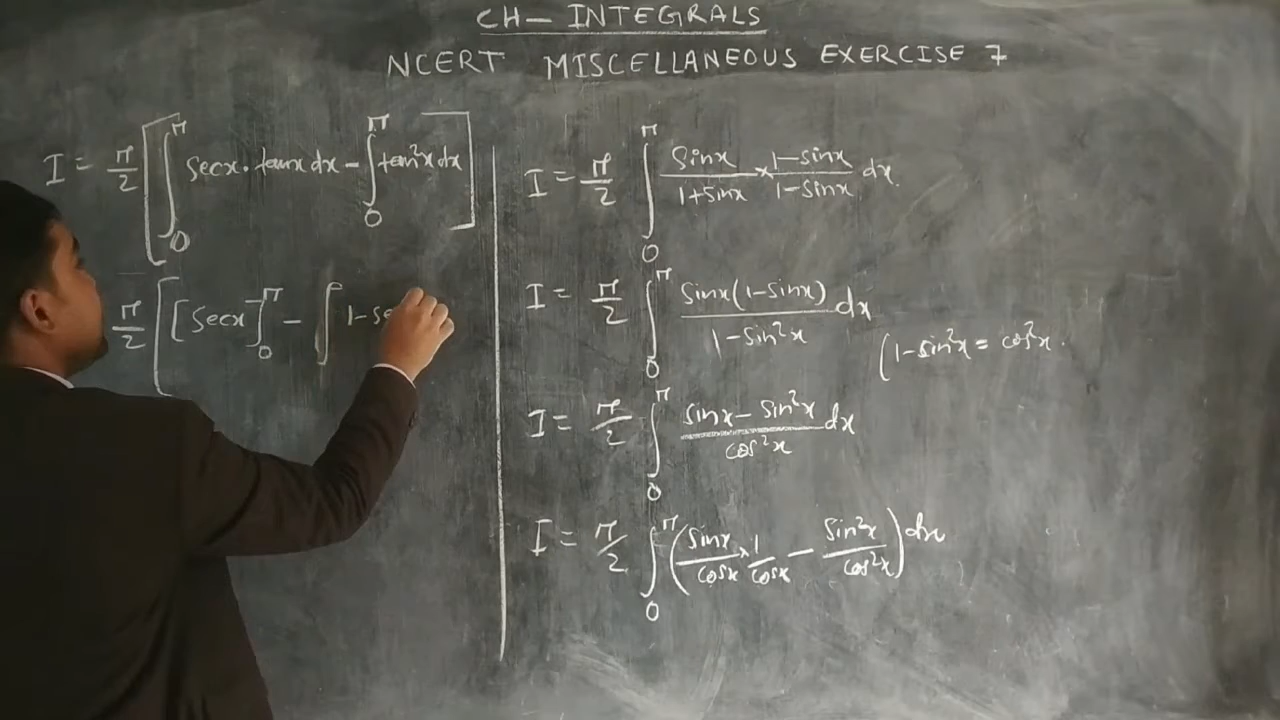 CH- INTEGRALS
NCERT MISCELLANEOUS EXERCISE 7
I = π/2 [∫₀^π secx.tanx dx - ∫₀^π tan²x dx]
π/2 [[secx]₀^π - ∫ 1-se
I = π/2 ∫₀^π sinx/1+sinx × 1-sinx/1-sinx dx.
I = π/2 ∫₀^π sinx(1-sinx)/1-sin²x dx
(1-sin²x = cos²x.
I = π/2 ∫₀^π sinx - sin²x/cos²x dx
I = π/2 ∫₀^π (sinx/cosx × 1/cosx - sin²x/cos²x) dx